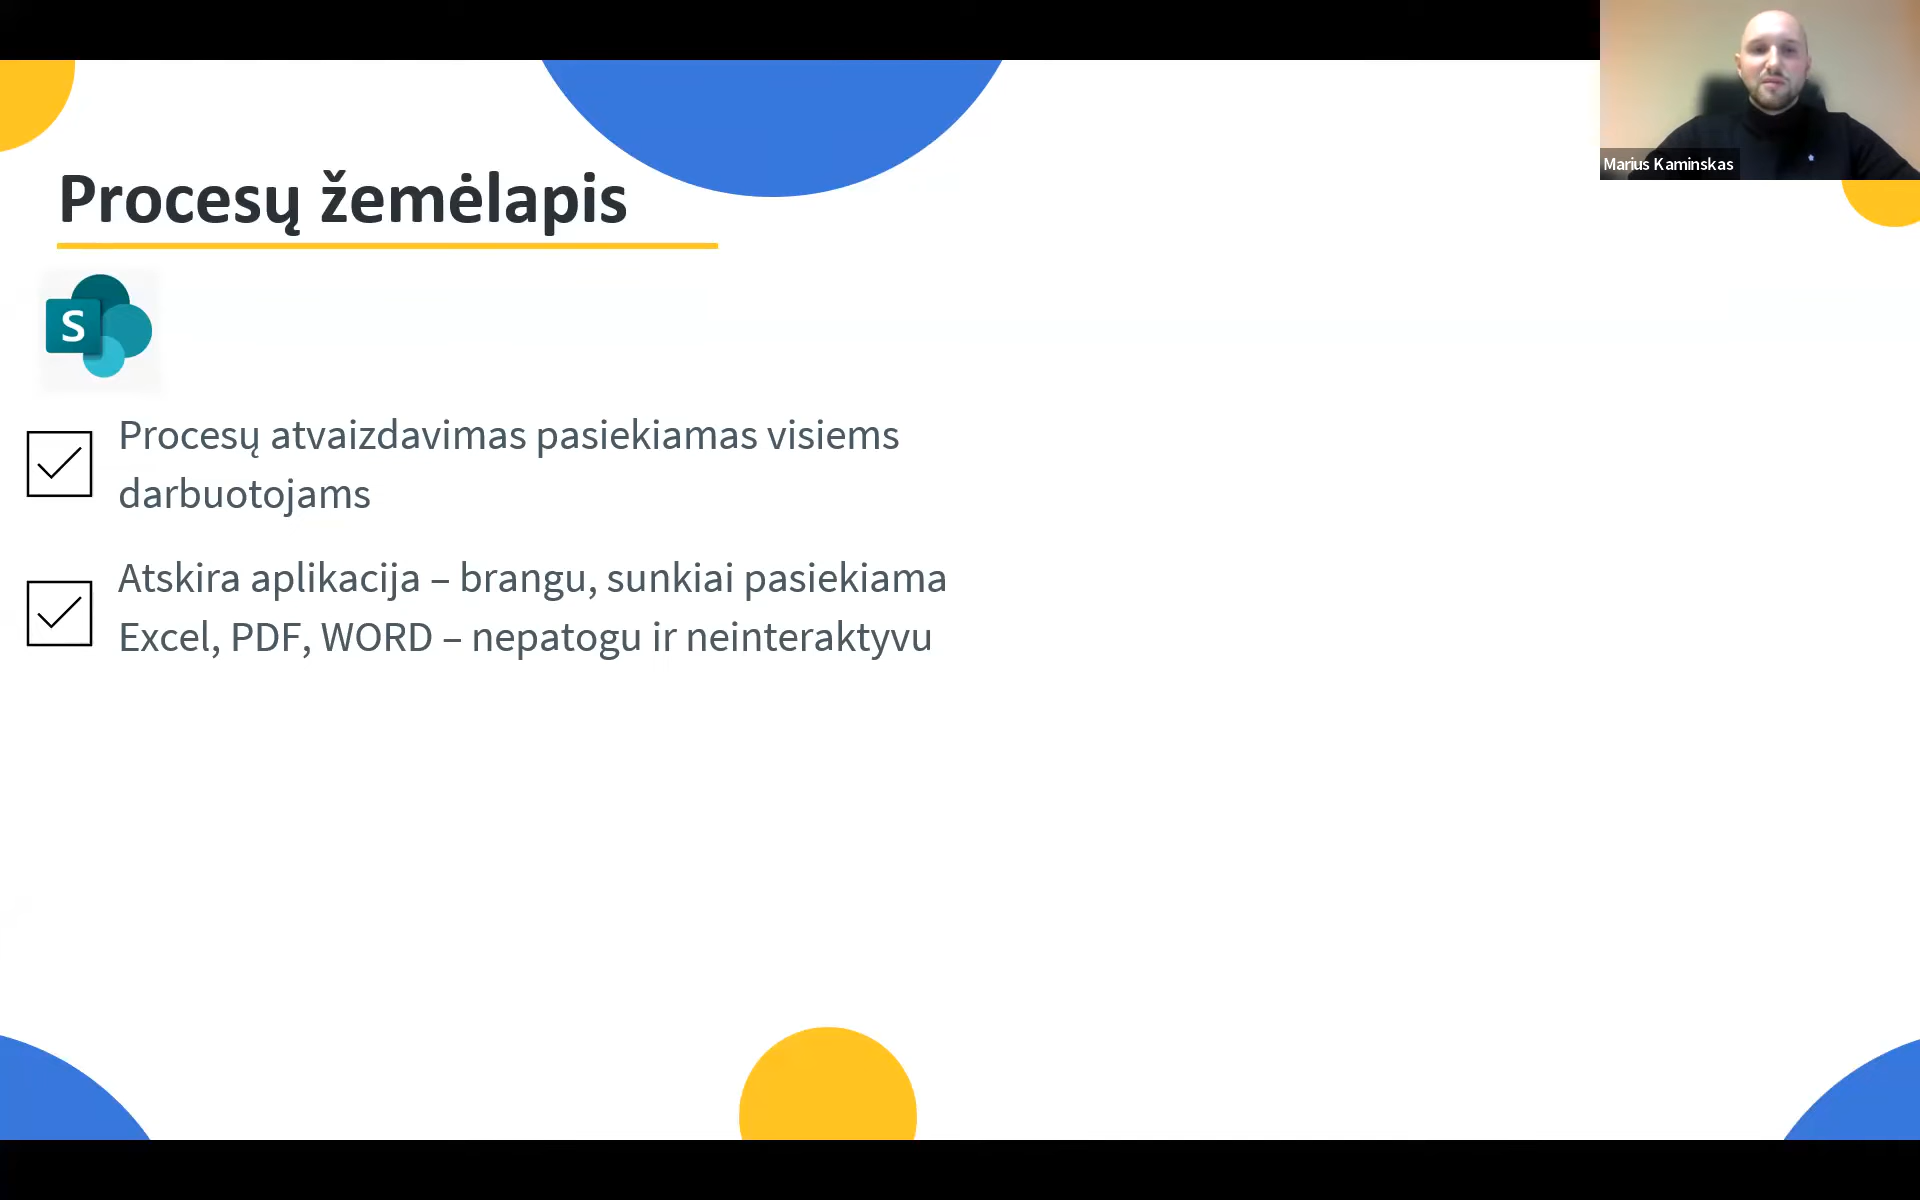 Marius Kaminskas
Procesų žemėlapis
S
Procesų atvaizdavimas pasiekiamas visiems
darbuotojams
Atskira aplikacija – brangu, sunkiai pasiekiama
Excel, PDF, WORD – nepatogu ir neinteraktyvu